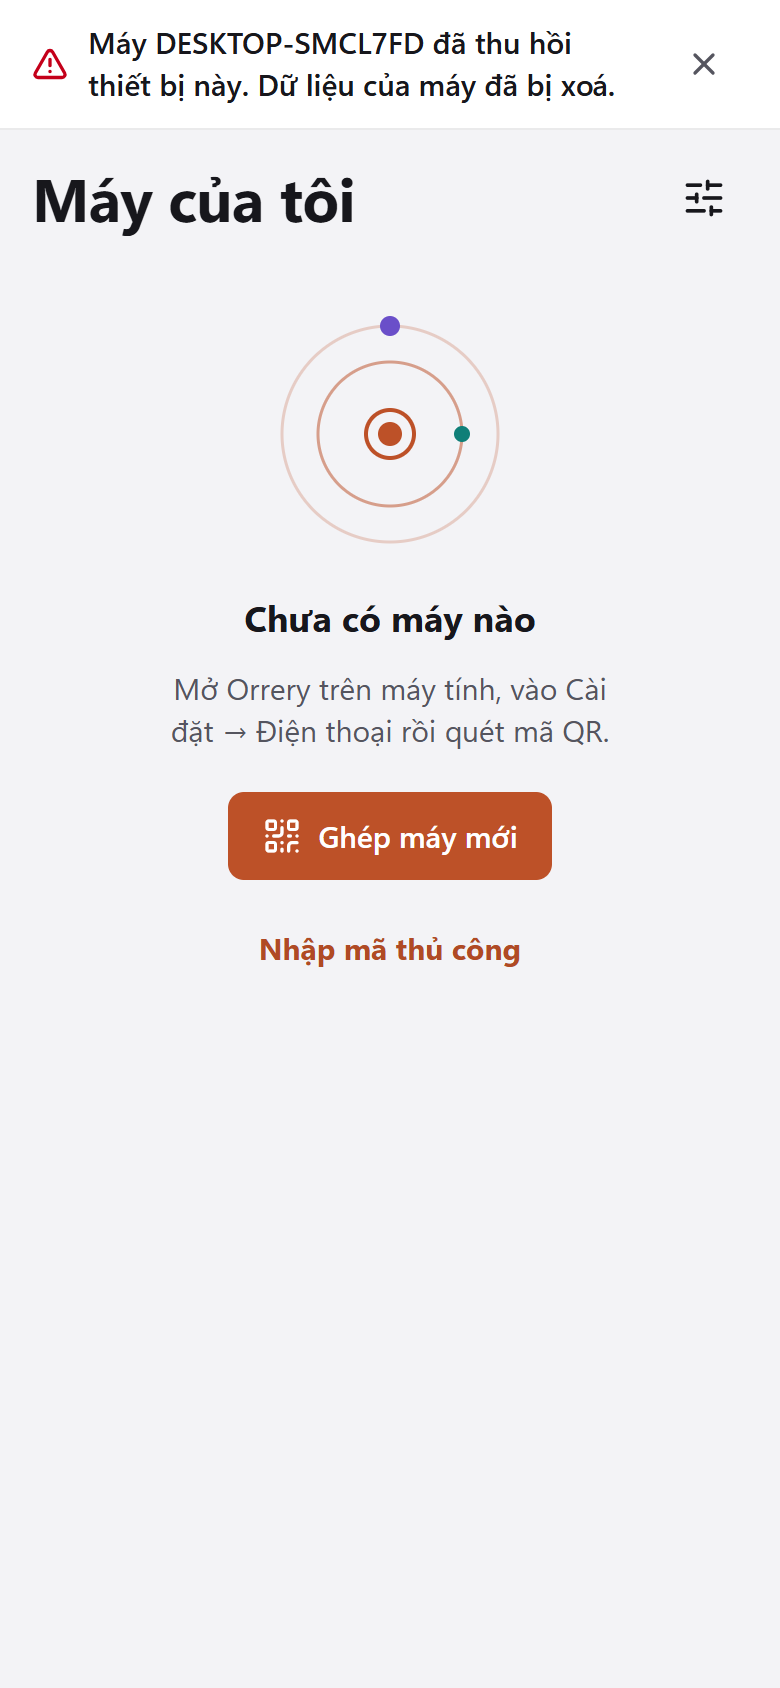 Máy DESKTOP-SMCL7FD đã thu hồi
thiết bị này. Dữ liệu của máy đã bị xoá.
Máy của tôi
Chưa có máy nào
Mở Orrery trên máy tính, vào Cài
đặt → Điện thoại rồi quét mã QR.
Ghép máy mới
Nhập mã thủ công